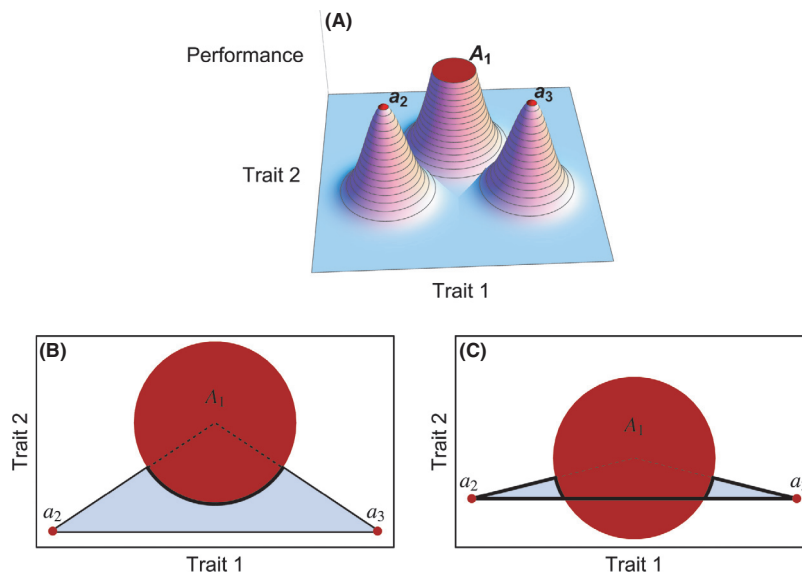 (A)
Performance
A1
a2
a3
Trait 2
Trait 1
(B)
Trait 2
A1
a2
a3
Trait 1
(C)
Trait 2
A1
a2
a
Trait 1